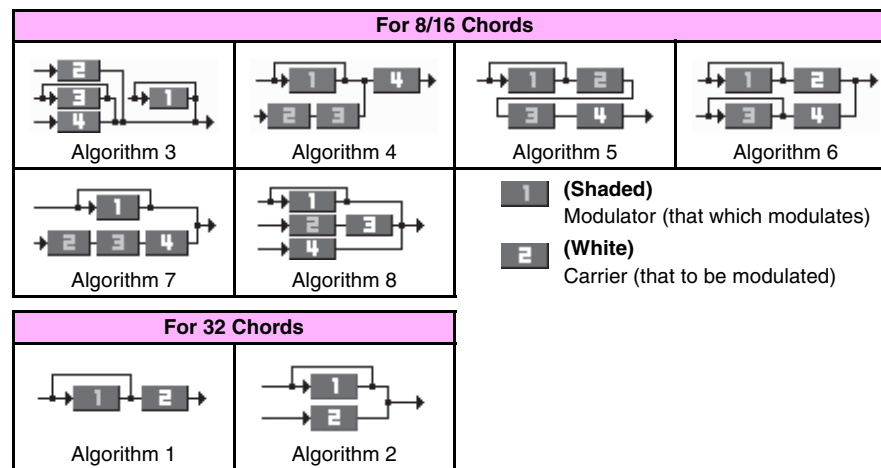 For 8/16 Chords
2
3 1
4
1 4
2 3
1 2
3 4
1 2
3 4
Algorithm 3 Algorithm 4 Algorithm 5 Algorithm 6
1
2 3 4
1
2 3
4
Algorithm 7 Algorithm 8
1 (Shaded)
Modulator (that which modulates)
2 (White)
Carrier (that to be modulated)
For 32 Chords
1 2
1
2
Algorithm 1 Algorithm 2